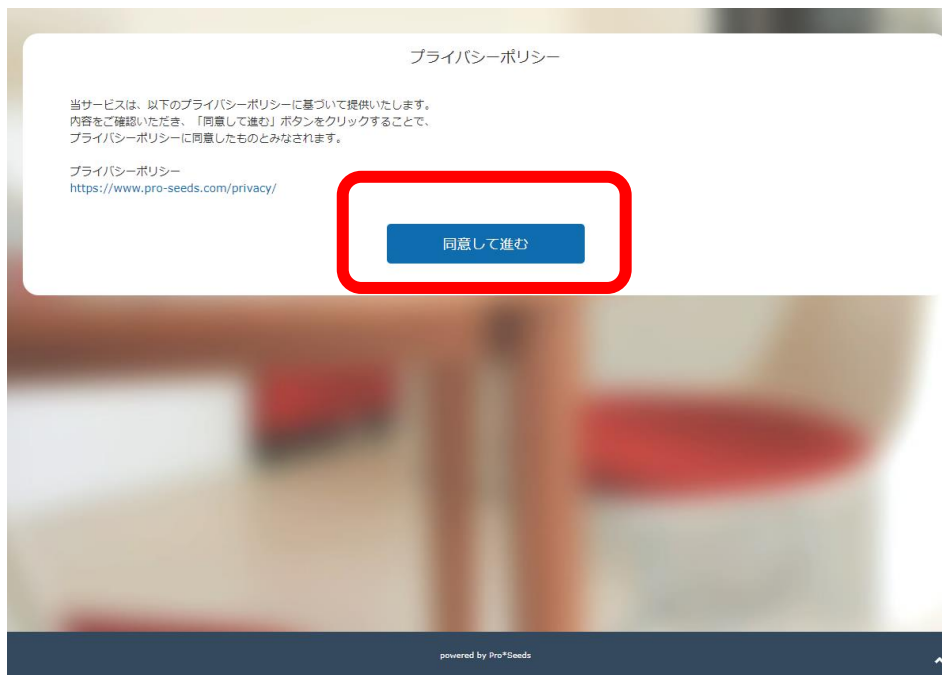 プライバシーポリシー
当サービスは、以下のプライバシーポリシーに基づいて提供いたします。
内容をご確認いただき、「同意して進む」ボタンをクリックすることで、
プライバシーポリシーに同意したものとみなされます。
プライバシーポリシー
https://www.pro-seeds.com/privacy/
同意して進む
powered by Pro*Seeds